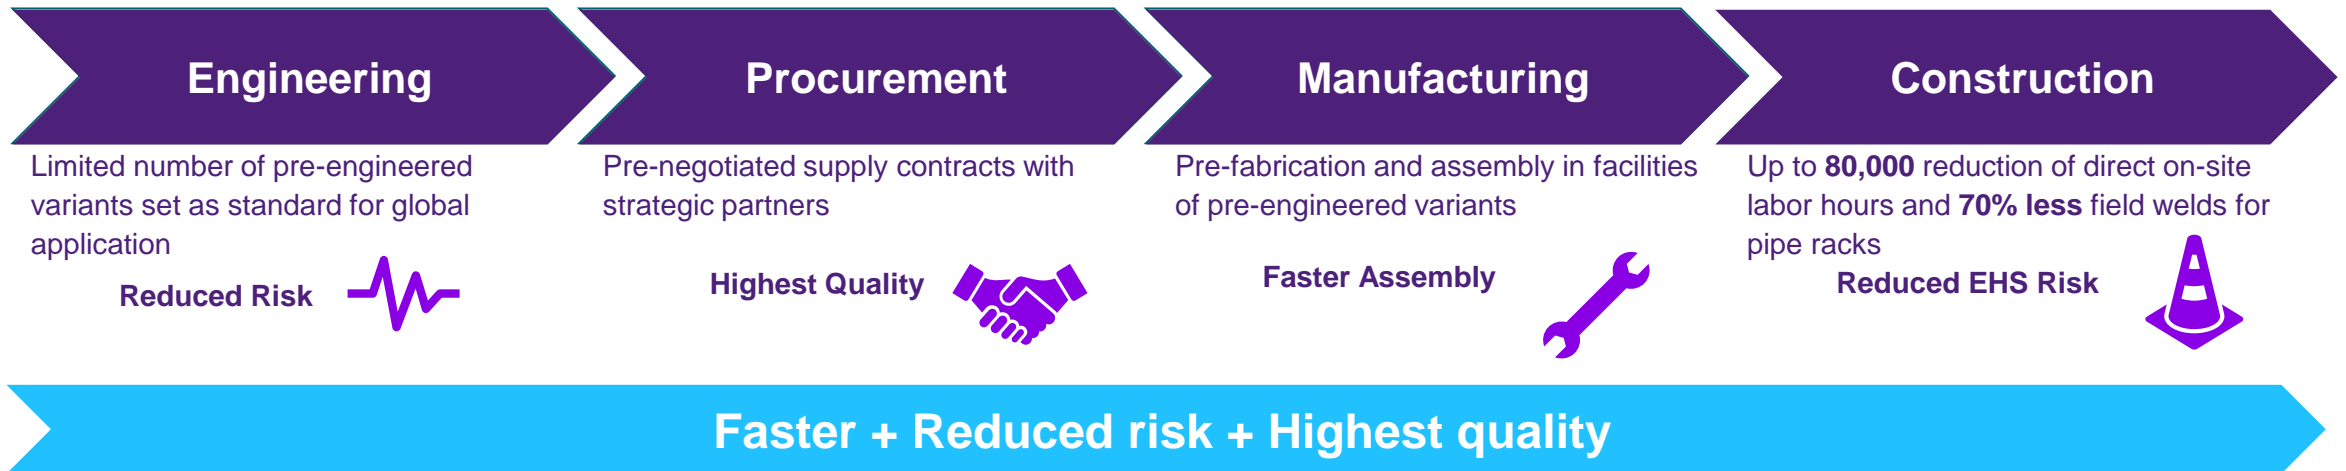 Engineering
Procurement
Manufacturing
Construction
Limited number of pre-engineered
variants set as standard for global
application
Reduced Risk
Pre-negotiated supply contracts with
strategic partners
Highest Quality
Pre-fabrication and assembly in facilities
of pre-engineered variants
Faster Assembly
Up to 80,000 reduction of direct on-site
labor hours and 70% less field welds for
pipe racks
Reduced EHS Risk
Faster + Reduced risk + Highest quality